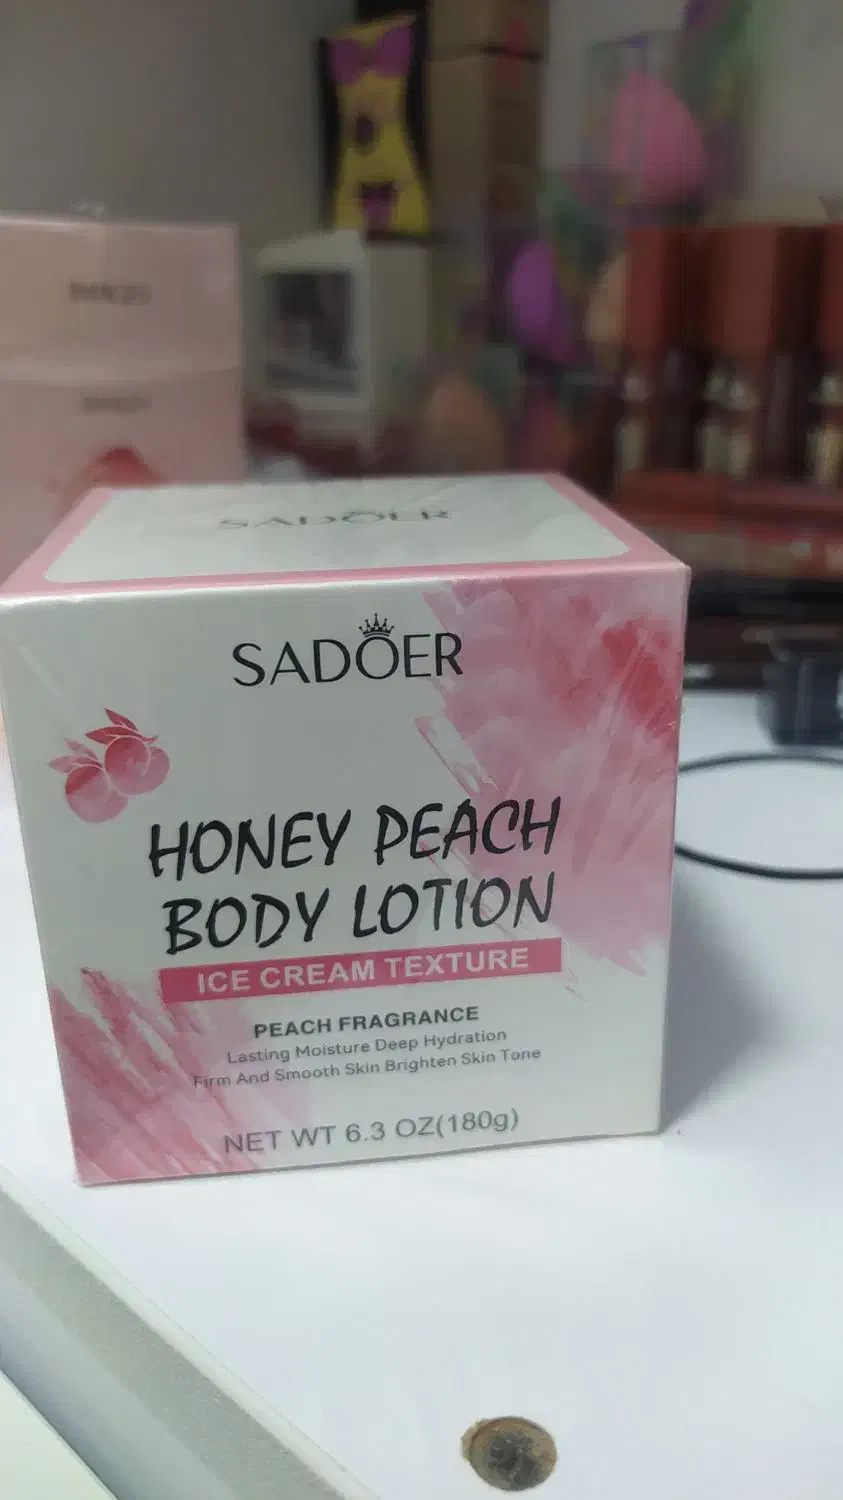 SADOER
SADOER
HONEY PEACH
BODY LOTION
ICE CREAM TEXTURE
PEACH FRAGRANCE
Lasting Moisture Deep Hydration
Firm And Smooth Skin Brighten Skin Tone
NET WT 6.3 OZ(180g)